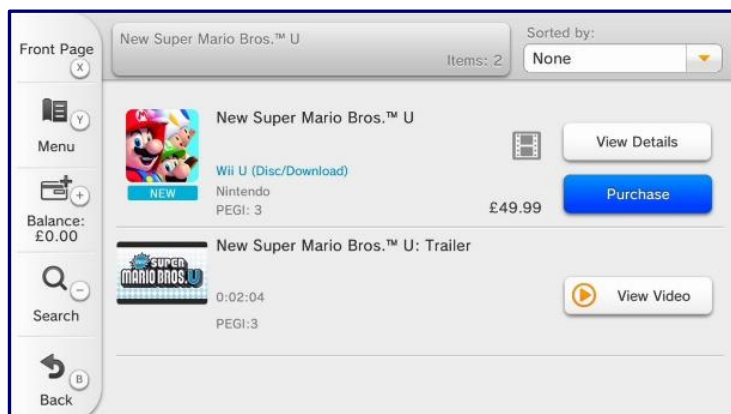 Front Page
X
Y
Menu
+
Balance:
£0.00
−
Search
B
Back
New Super Mario Bros.™ U
Items: 2
Sorted by:
None
New Super Mario Bros.™ U
Wii U (Disc/Download)
NEW
Nintendo
PEGI: 3
£49.99
View Details
Purchase
New Super Mario Bros.™ U: Trailer
NEW
SUPER
MARIO BROS.U
0:02:04
PEGI:3
View Video